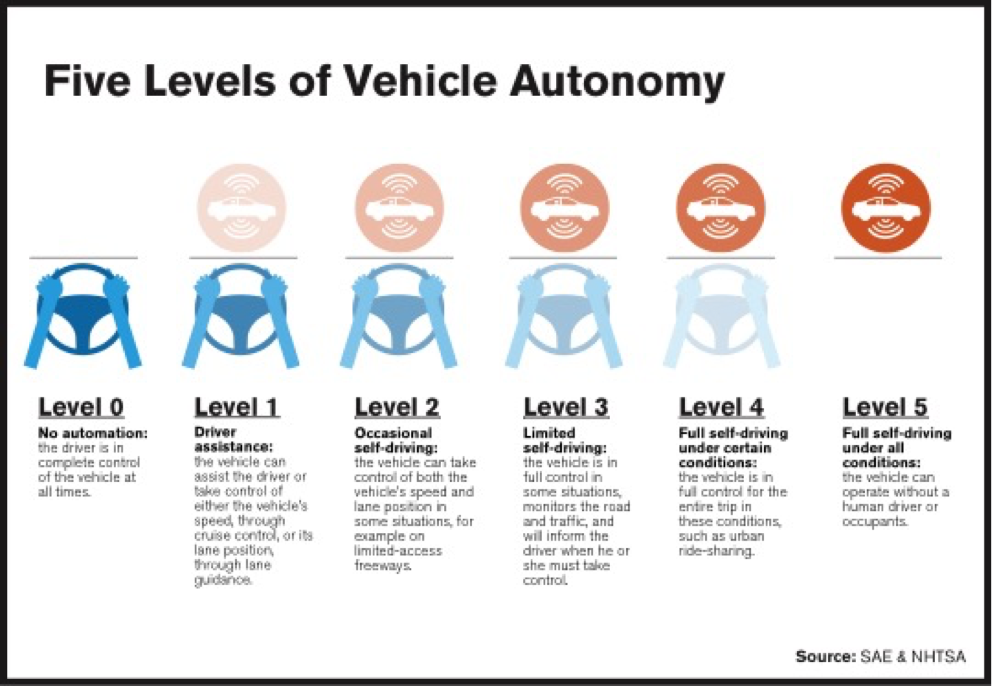 Five Levels of Vehicle Autonomy
Level 0
No automation:
the driver is in
complete control
of the vehicle at
all times.
Level 1
Driver
assistance:
the vehicle can
assist the driver or
take control of
either the vehicle's
speed, through
cruise control, or its
lane position,
through lane
guidance.
Level 2
Occasional
self-driving:
the vehicle can take
control of both the
vehicle's speed and
lane position in
some situations, for
example on
limited-access
freeways.
Level 3
Limited
self-driving:
the vehicle is in
full control in
some situations,
monitors the road
and traffic, and
will inform the
driver when he or
she must take
control.
Level 4
Full self-driving
under certain
conditions:
the vehicle is in
full control for the
entire trip in
these conditions,
such as urban
ride-sharing.
Level 5
Full self-driving
under all
conditions:
the vehicle can
operate without a
human driver or
occupants.
Source: SAE & NHTSA